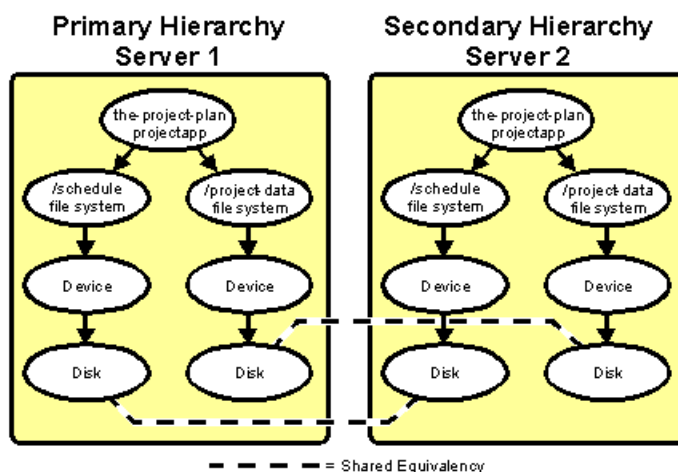 Primary Hierarchy
Server 1
Secondary Hierarchy
Server 2
the-project-plan
projectapp
/schedule
file system
/project-data
file system
Device
Device
Disk
Disk
the-project-plan
projectapp
/schedule
file system
/project-data
file system
Device
Device
Disk
Disk
= Shared Equivalency